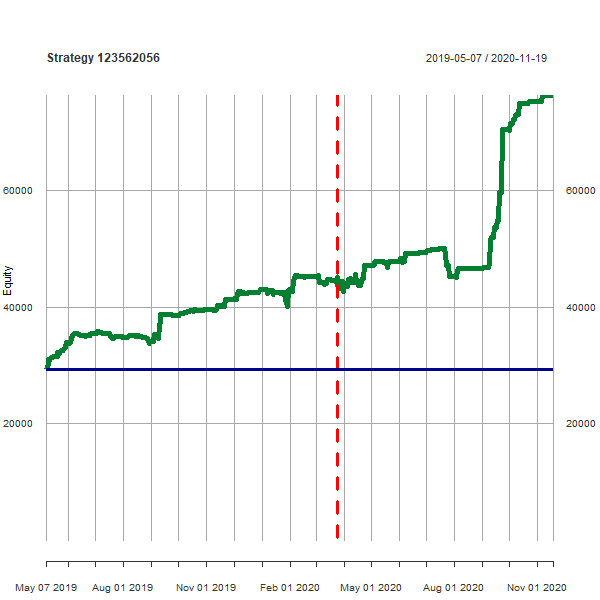 Strategy 123562056
2019-05-07 / 2020-11-19
60000
60000
Equity
40000
40000
20000
20000
May 07 2019
Aug 01 2019
Nov 01 2019
Feb 01 2020
May 01 2020
Aug 01 2020
Nov 01 2020